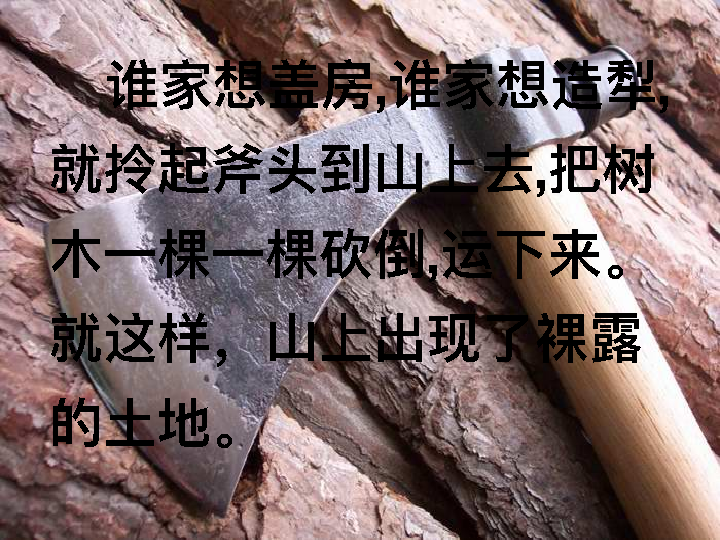 谁家想盖房,谁家想造犁,
就拎起斧头到山上去,把树
木一棵一棵砍倒,运下来。
就这样，山上出现了裸露
的土地。